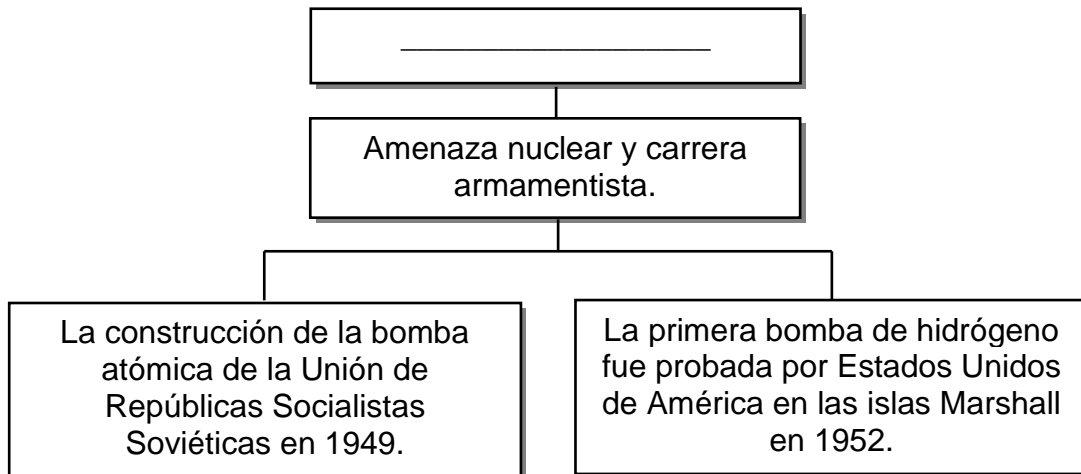 ____________________
Amenaza nuclear y carrera
armamentista.
La construcción de la bomba
atómica de la Unión de
Repúblicas Socialistas
Soviéticas en 1949.
La primera bomba de hidrógeno
fue probada por Estados Unidos
de América en las islas Marshall
en 1952.